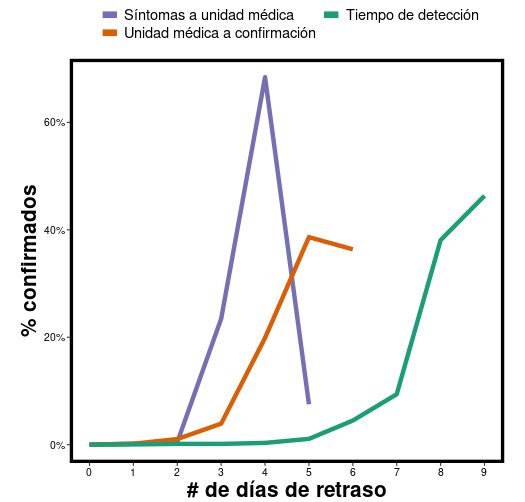 Síntomas a unidad médica
Tiempo de detección
Unidad médica a confirmación
60%
40%
20%
0%
% confirmados
0 1 2 3 4 5 6 7 8 9
# de días de retraso